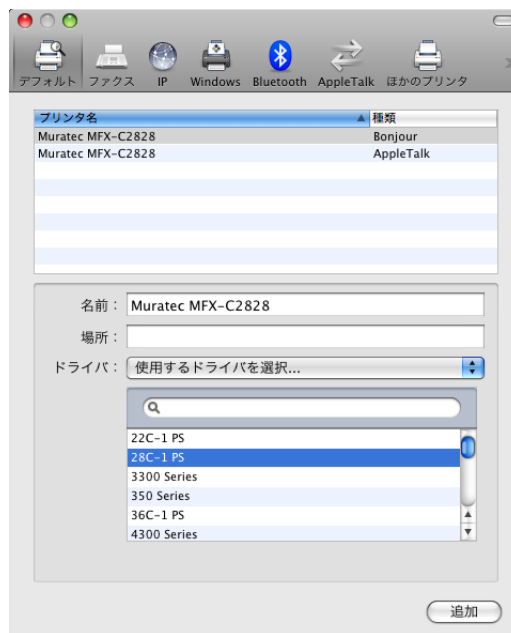 デフォルト ファクス IP Windows Bluetooth AppleTalk ほかのプリンタ
プリンタ名 種類
Muratec MFX-C2828 Bonjour
Muratec MFX-C2828 AppleTalk
名前： Muratec MFX-C2828
場所：
ドライバ： 使用するドライバを選択...
22C-1 PS
28C-1 PS
3300 Series
350 Series
36C-1 PS
4300 Series
追加